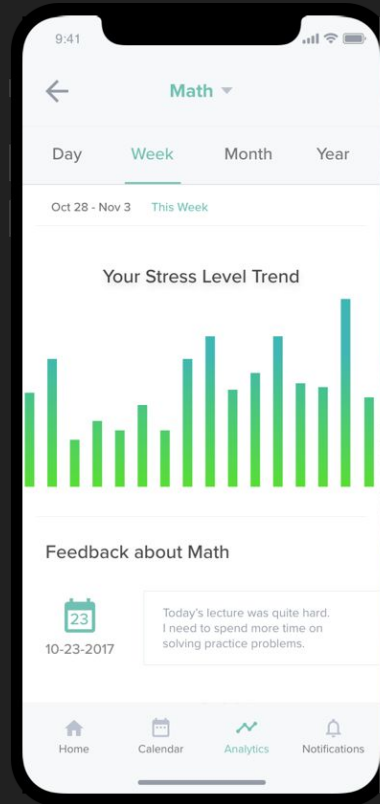 9:41
Math
Day Week Month Year
Oct 28 - Nov 3 This Week
Your Stress Level Trend
Feedback about Math
23
10-23-2017
Today's lecture was quite hard.
I need to spend more time on
solving practice problems.
Home Calendar Analytics Notifications